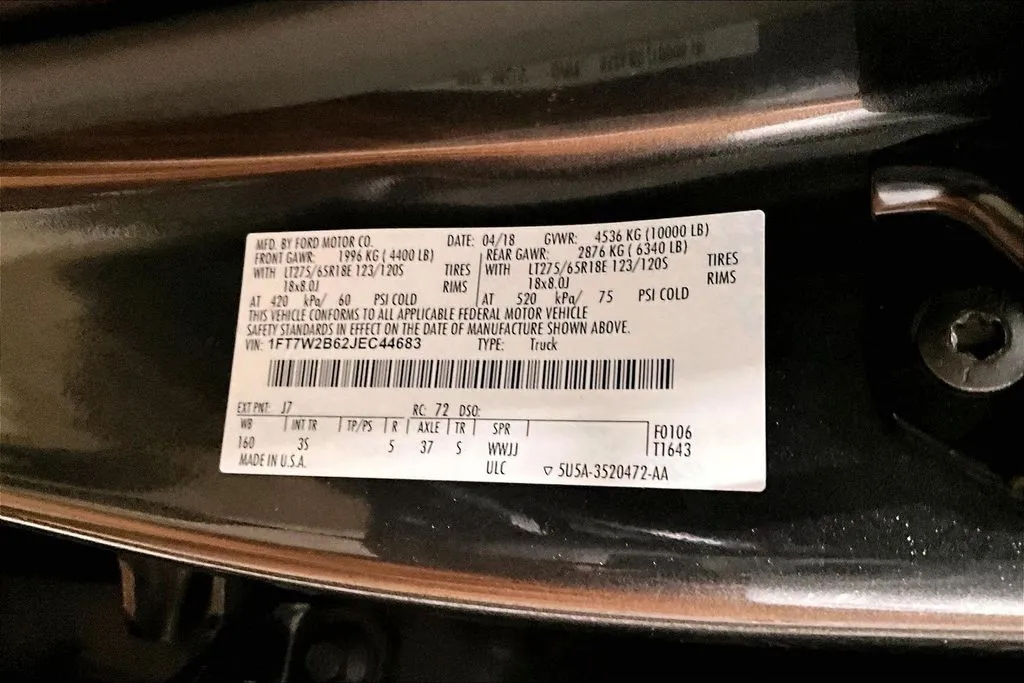 MFD. BY FORD MOTOR CO. DATE: 04/18 GVWR: 4536 KG (10000 LB)
FRONT GAWR: 1996 KG ( 4400 LB) REAR GAWR: 2876 KG ( 6340 LB)
WITH LT275/65R18E 123/120S TIRES WITH LT275/65R18E 123/120S TIRES
18x8.0J RIMS 18x8.0J RIMS
AT 420 kPa/ 60 PSI COLD AT 520 kPa/ 75 PSI COLD
THIS VEHICLE CONFORMS TO ALL APPLICABLE FEDERAL MOTOR VEHICLE
SAFETY STANDARDS IN EFFECT ON THE DATE OF MANUFACTURE SHOWN ABOVE.
VIN: 1FT7W2B62JEC44683 TYPE: Truck
EXT PNT: J7 RC: 72 DSO:
WB INT TR TP/PS R AXLE TR SPR F0106
160 3S 5 37 S WWJJ T1643
MADE IN U.S.A. ULC ▽ 5U5A-3520472-AA